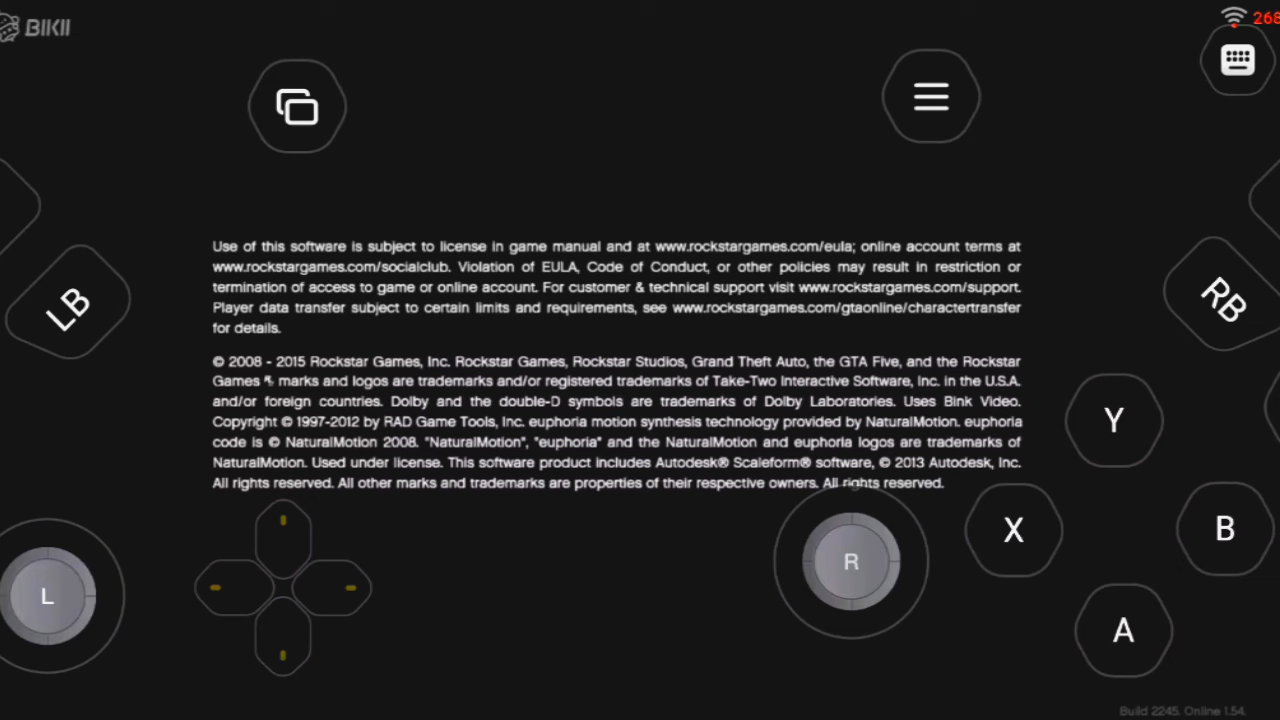 BIKII
268
LB
RB
Use of this software is subject to license in game manual and at www.rockstargames.com/eula; online account terms at
www.rockstargames.com/socialclub. Violation of EULA, Code of Conduct, or other policies may result in restriction or
termination of access to game or online account. For customer & technical support visit www.rockstargames.com/support.
Player data transfer subject to certain limits and requirements, see www.rockstargames.com/gtaonline/charactertransfer
for details.
© 2008 - 2015 Rockstar Games, Inc. Rockstar Games, Rockstar Studios, Grand Theft Auto, the GTA Five, and the Rockstar
Games R* marks and logos are trademarks and/or registered trademarks of Take-Two Interactive Software, Inc. in the U.S.A.
and/or foreign countries. Dolby and the double-D symbols are trademarks of Dolby Laboratories. Uses Bink Video.
Copyright © 1997-2012 by RAD Game Tools, Inc. euphoria motion synthesis technology provided by NaturalMotion. euphoria
code is © NaturalMotion 2008. "NaturalMotion", "euphoria" and the NaturalMotion and euphoria logos are trademarks of
NaturalMotion. Used under license. This software product includes Autodesk® Scaleform® software, © 2013 Autodesk, Inc.
All rights reserved. All other marks and trademarks are properties of their respective owners. All rights reserved.
Y
X
B
A
L
R
Build 2245, Online 1.54.